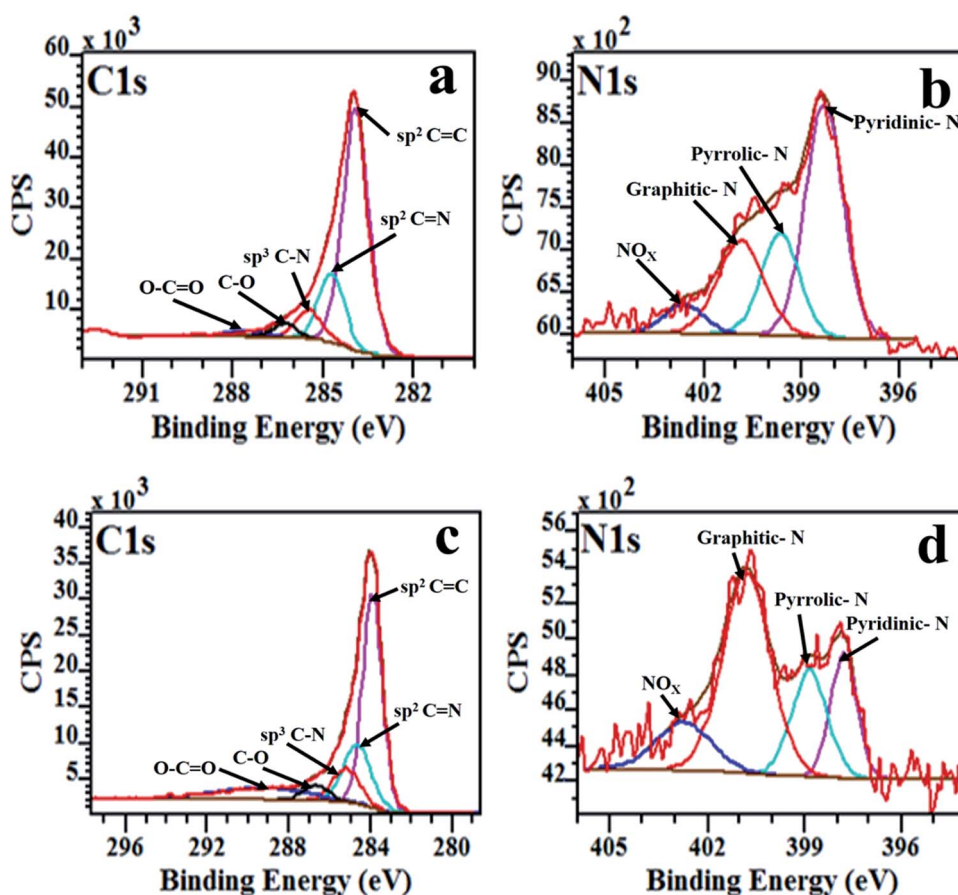 x 10³
C1s
a
60
50
40
30
20
10
CPS
sp² C=C
sp² C=N
sp³ C-N
C-O
O-C=O
291
288
285
282
Binding Energy (eV)
x 10²
N1s
b
90
85
80
75
70
65
60
CPS
Pyridinic- N
Pyrrolic- N
Graphitic- N
NOX
405
402
399
396
Binding Energy (eV)
x 10³
C1s
c
40
35
30
25
20
15
10
5
CPS
sp² C=C
sp² C=N
sp³ C-N
C-O
O-C=O
296
292
288
284
280
Binding Energy (eV)
x 10²
N1s
d
56
54
52
50
48
46
44
42
CPS
Graphitic- N
Pyrrolic- N
Pyridinic- N
NOX
405
402
399
396
Binding Energy (eV)